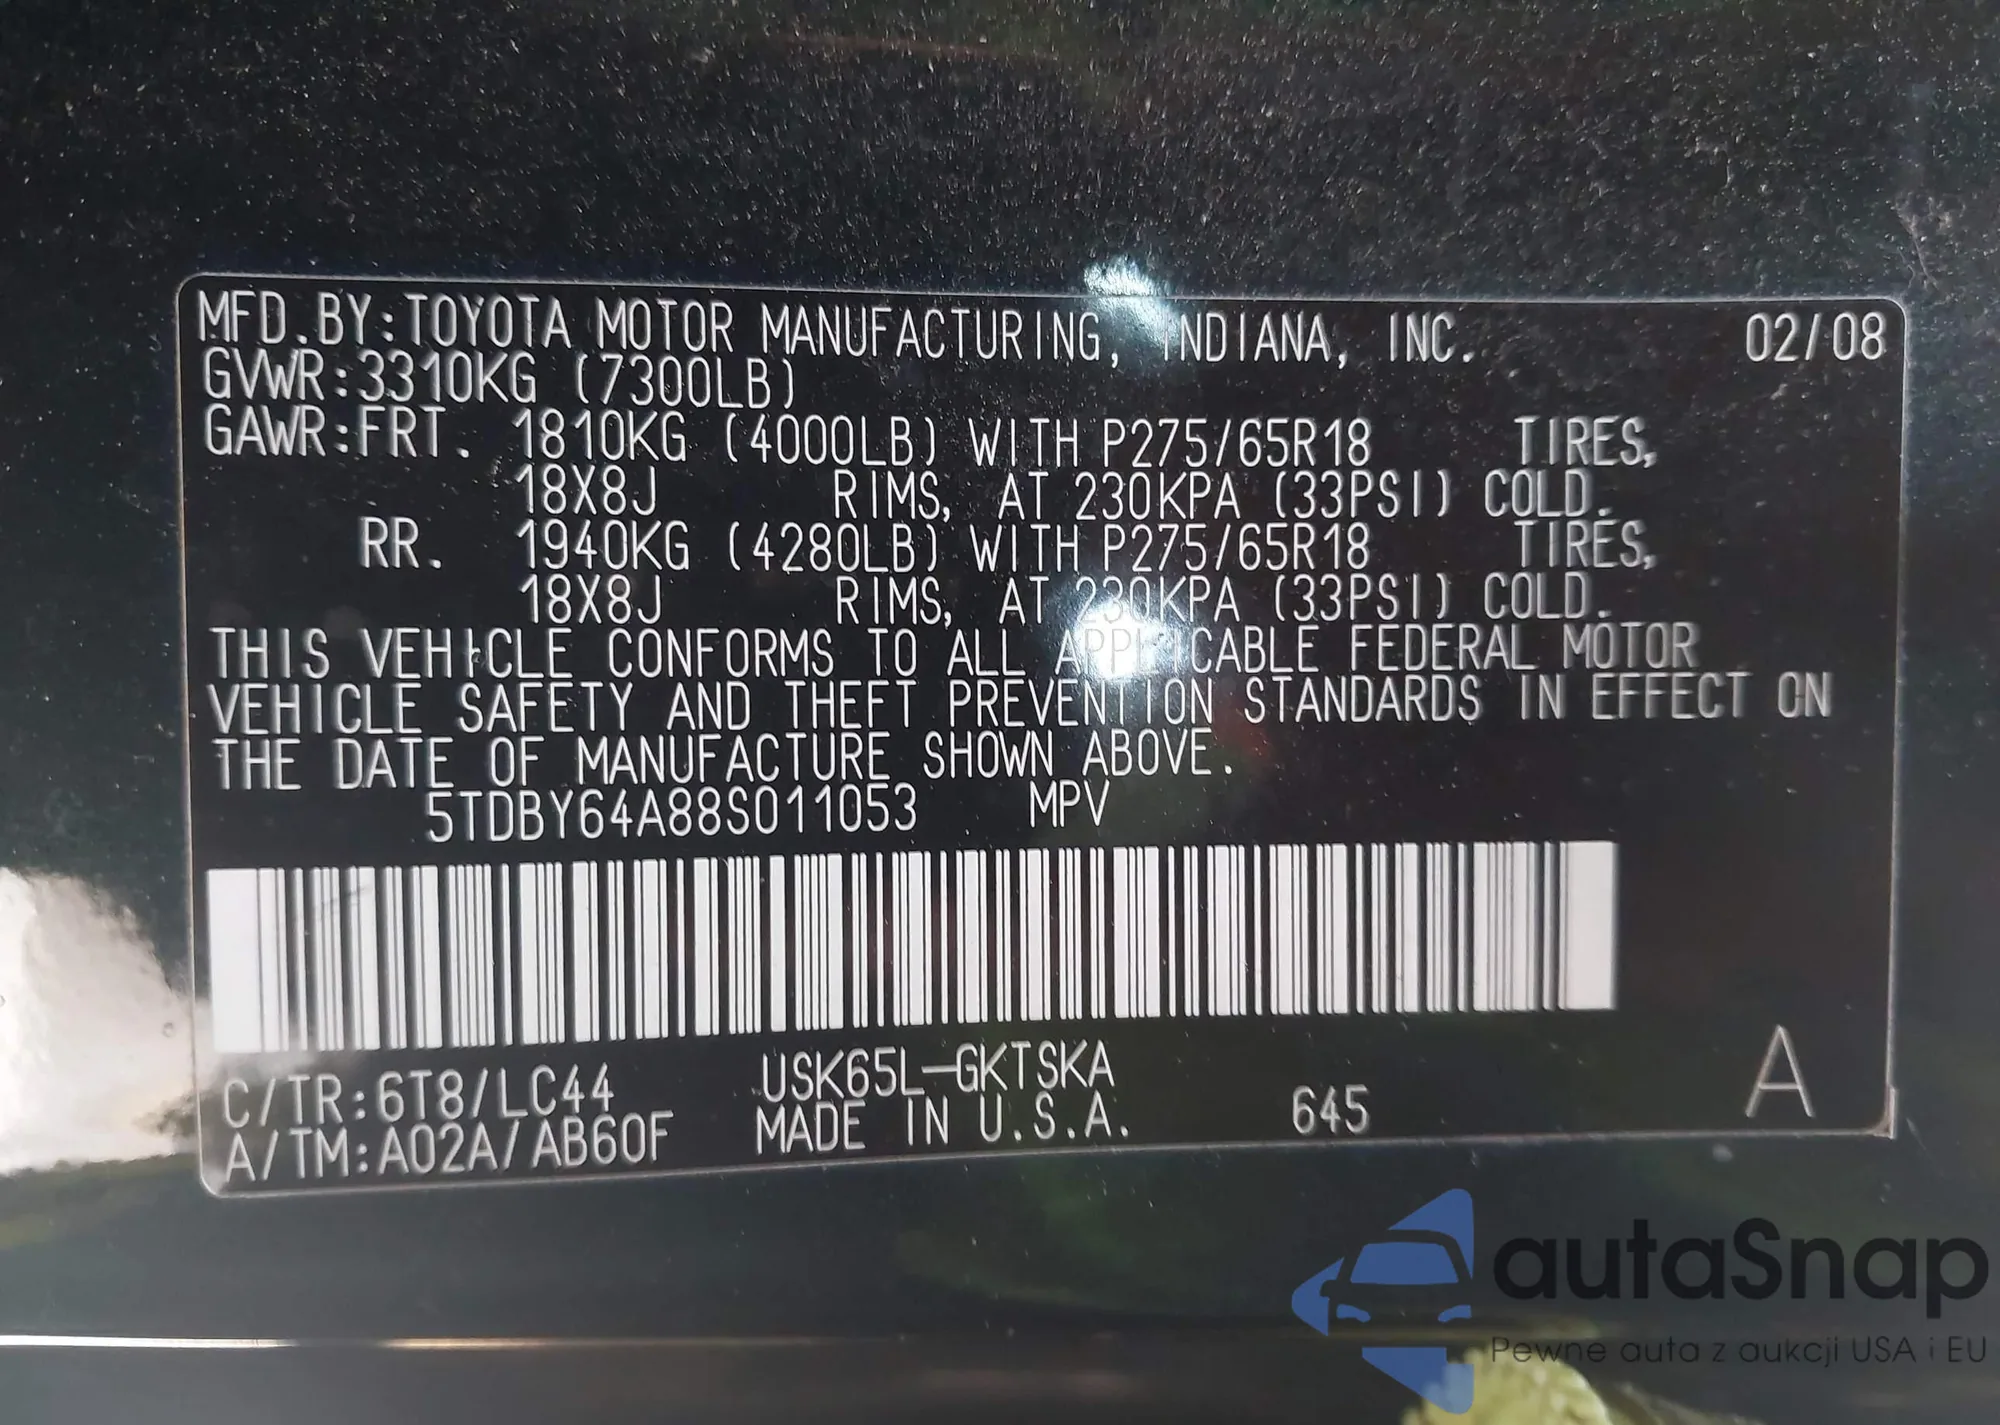 MFD.BY:TOYOTA MOTOR MANUFACTURING, INDIANA, INC. 02/08
GVWR:3310KG (7300LB)
GAWR:FRT. 1810KG (4000LB) WITH P275/65R18 TIRES,
18X8J RIMS, AT 230KPA (33PSI) COLD.
RR. 1940KG (4280LB) WITH P275/65R18 TIRES,
18X8J RIMS, AT 230KPA (33PSI) COLD.
THIS VEHICLE CONFORMS TO ALL APPLICABLE FEDERAL MOTOR
VEHICLE SAFETY AND THEFT PREVENTION STANDARDS IN EFFECT ON
THE DATE OF MANUFACTURE SHOWN ABOVE.
5TDBY64A88S011053 MPV
C/TR:6T8/LC44 USK65L-GKTSKA
A/TM:A02A/AB60F MADE IN U.S.A. 645 A
autaSnap
Pewne auta z aukcji USA i EU